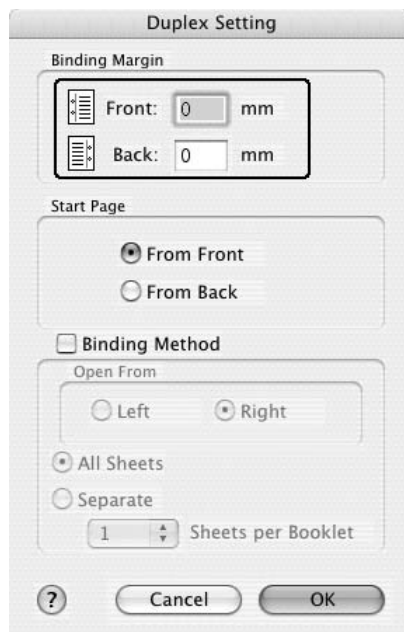 Duplex Setting
Binding Margin
Front: 0 mm
Back: 0 mm
Start Page
From Front
From Back
Binding Method
Open From
Left Right
All Sheets
Separate
1 Sheets per Booklet
? Cancel OK